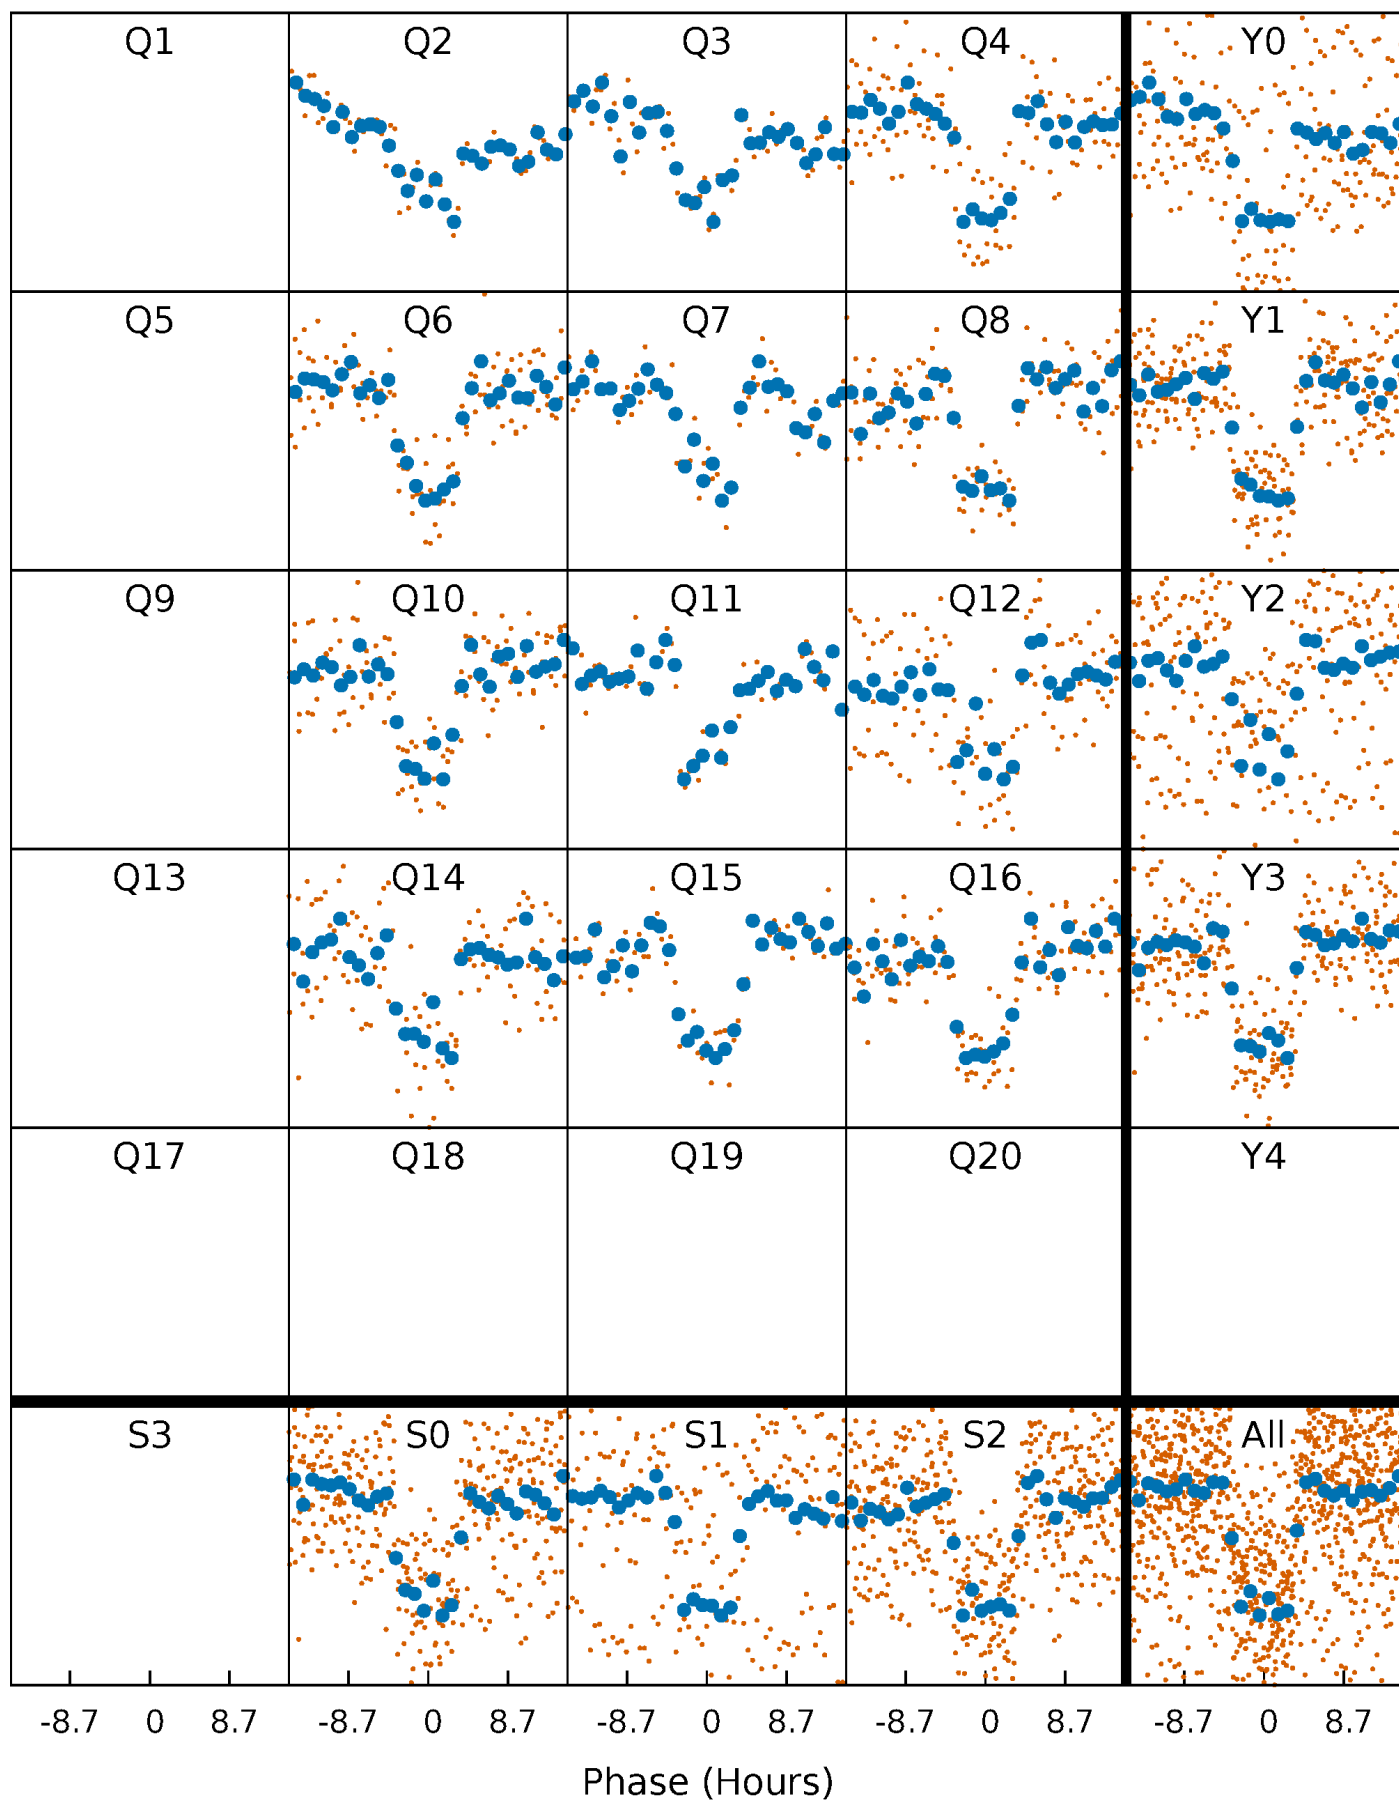 Q1 Q2 Q3 Q4 Y0
Q5 Q6 Q7 Q8 Y1
Q9 Q10 Q11 Q12 Y2
Q13 Q14 Q15 Q16 Y3
Q17 Q18 Q19 Q20 Y4
S3 S0 S1 S2 All
-8.7 0 8.7 -8.7 0 8.7 -8.7 0 8.7 -8.7 0 8.7 -8.7 0 8.7
Phase (Hours)